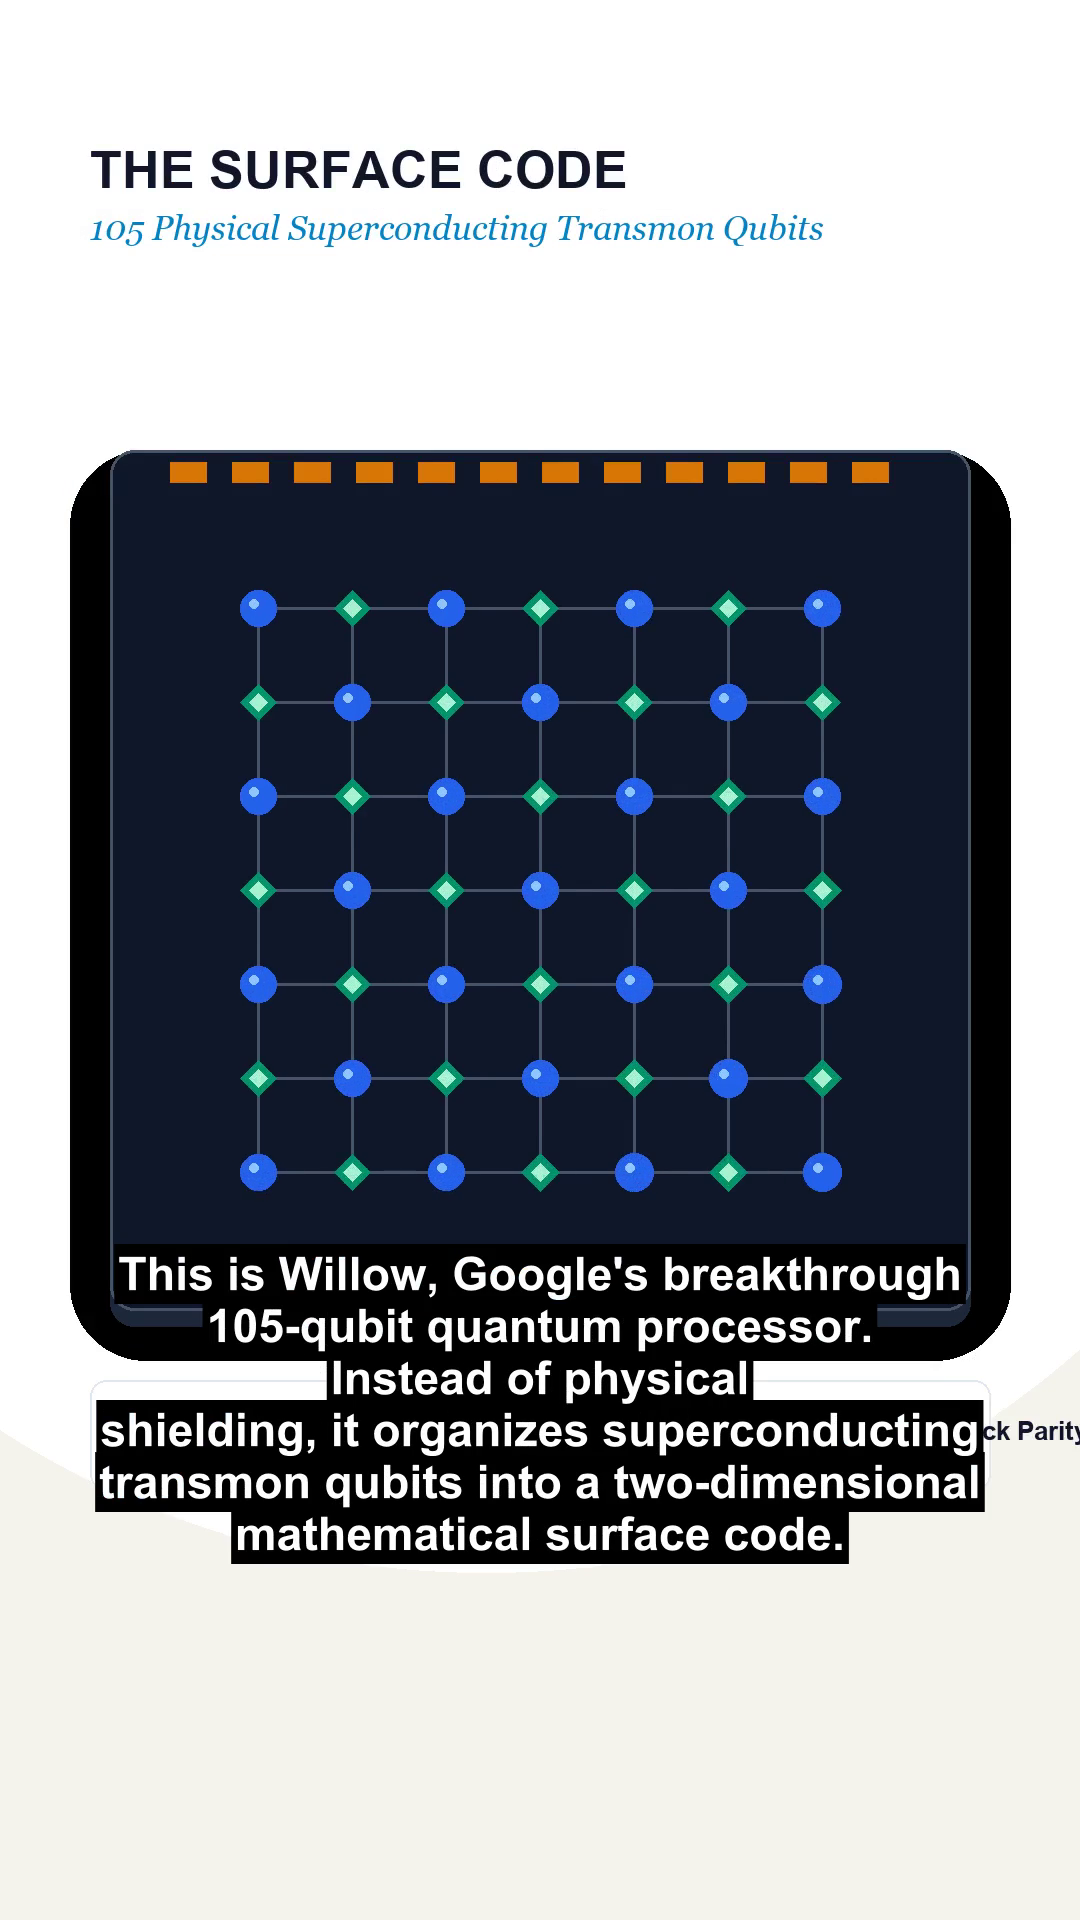 THE SURFACE CODE
105 Physical Superconducting Transmon Qubits
This is Willow, Google's breakthrough
105-qubit quantum processor.
Instead of physical
shielding, it organizes superconducting
transmon qubits into a two-dimensional
mathematical surface code.
Parity